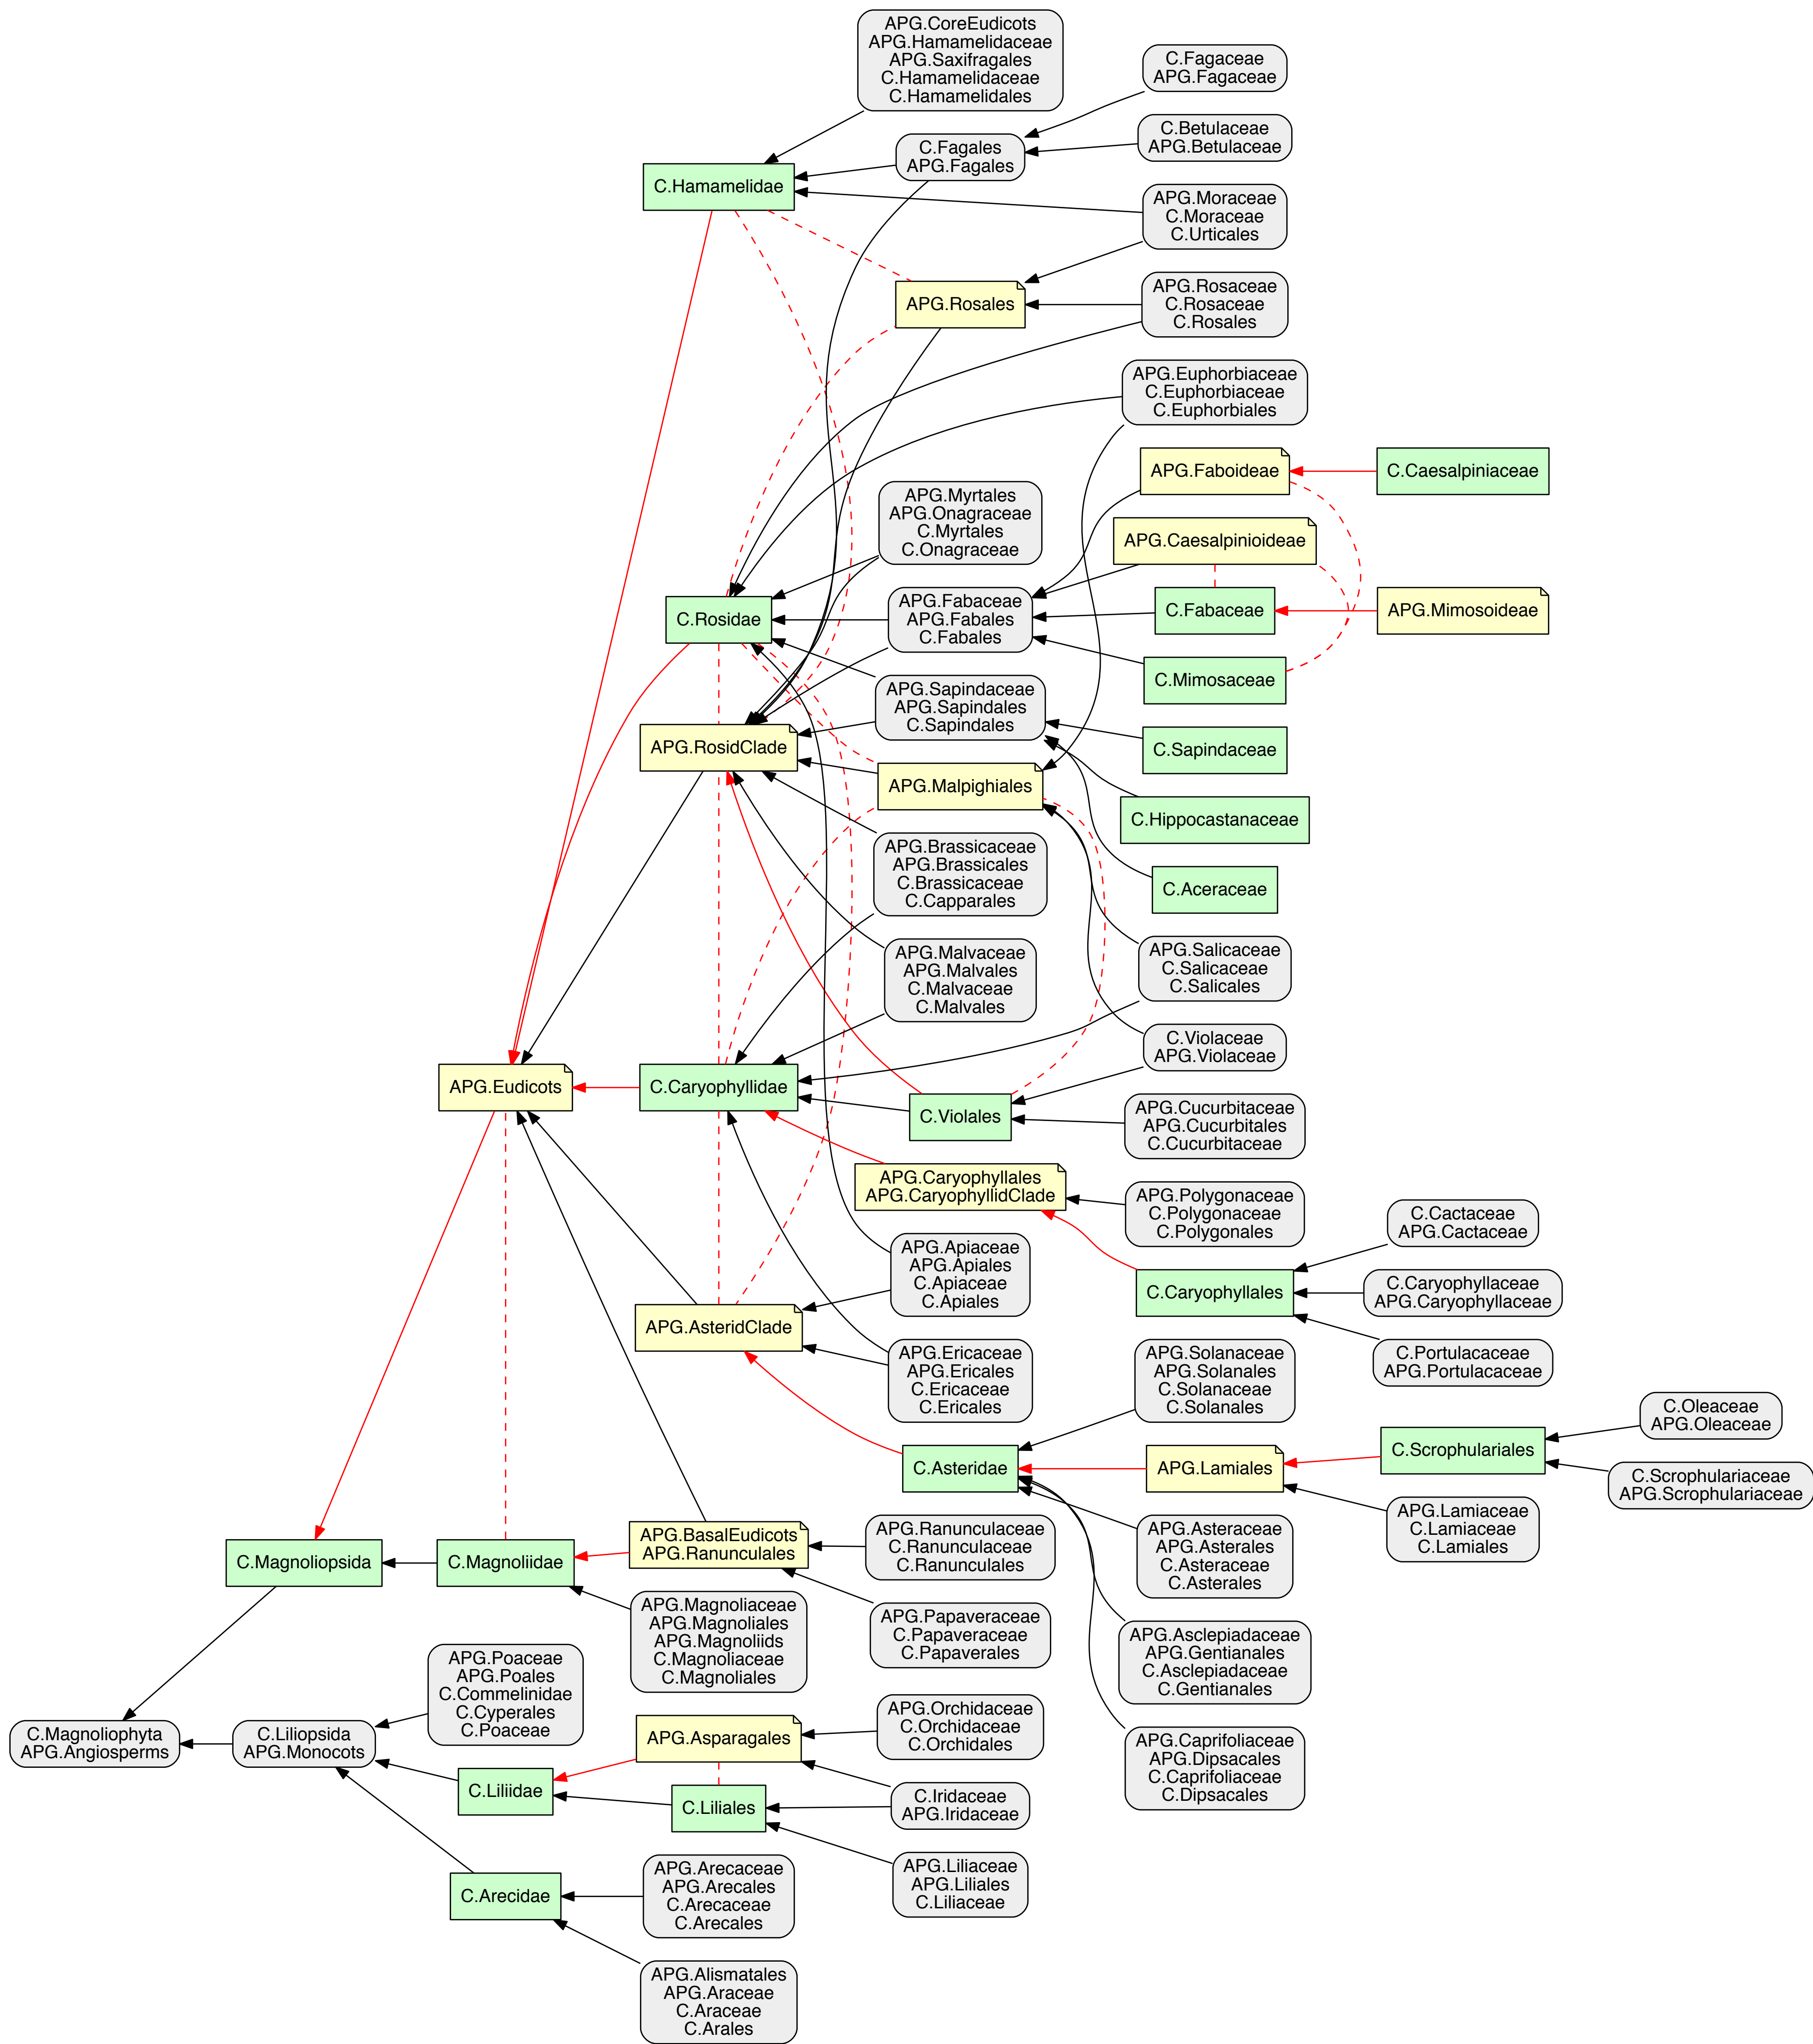 APG.CoreEudicots
APG.Hamamelidaceae
APG.Saxifragales
C.Hamamelidaceae
C.Hamamelidales
C.Fagaceae
APG.Fagaceae
C.Betulaceae
APG.Betulaceae
C.Fagales
APG.Fagales
C.Hamamelidae
APG.Moraceae
C.Moraceae
C.Urticales
APG.Rosales
APG.Rosaceae
C.Rosaceae
C.Rosales
APG.Euphorbiaceae
C.Euphorbiaceae
C.Euphorbiales
APG.Faboideae
C.Caesalpiniaceae
APG.Myrtales
APG.Onagraceae
C.Myrtales
C.Onagraceae
APG.Caesalpinioideae
C.Rosidae
APG.Fabaceae
APG.Fabales
C.Fabales
C.Fabaceae
APG.Mimosoideae
C.Mimosaceae
APG.Sapindaceae
APG.Sapindales
C.Sapindales
APG.RosidClade
C.Sapindaceae
APG.Malpighiales
C.Hippocastanaceae
APG.Brassicaceae
APG.Brassicales
C.Brassicaceae
C.Capparales
C.Aceraceae
APG.Malvaceae
APG.Malvales
C.Malvaceae
C.Malvales
APG.Salicaceae
C.Salicaceae
C.Salicales
C.Violaceae
APG.Violaceae
APG.Eudicots
C.Caryophyllidae
C.Violales
APG.Cucurbitaceae
APG.Cucurbitales
C.Cucurbitaceae
APG.Caryophyllales
APG.CaryophyllidClade
APG.Polygonaceae
C.Polygonaceae
C.Polygonales
C.Cactaceae
APG.Cactaceae
APG.Apiaceae
APG.Apiales
C.Apiaceae
C.Apiales
C.Caryophyllales
C.Caryophyllaceae
APG.Caryophyllaceae
APG.AsteridClade
C.Portulacaceae
APG.Portulacaceae
APG.Ericaceae
APG.Ericales
C.Ericaceae
C.Ericales
APG.Solanaceae
APG.Solanales
C.Solanaceae
C.Solanales
C.Oleaceae
APG.Oleaceae
C.Asteridae
APG.Lamiales
C.Scrophulariales
C.Scrophulariaceae
APG.Scrophulariaceae
APG.Lamiaceae
C.Lamiaceae
C.Lamiales
C.Magnoliopsida
C.Magnoliidae
APG.BasalEudicots
APG.Ranunculales
APG.Ranunculaceae
C.Ranunculaceae
C.Ranunculales
APG.Asteraceae
APG.Asterales
C.Asteraceae
C.Asterales
APG.Magnoliaceae
APG.Magnoliales
APG.Magnoliids
C.Magnoliaceae
C.Magnoliales
APG.Papaveraceae
C.Papaveraceae
C.Papaverales
APG.Asclepiadaceae
APG.Gentianales
C.Asclepiadaceae
C.Gentianales
APG.Poaceae
APG.Poales
C.Commelinidae
C.Cyperales
C.Poaceae
C.Magnoliophyta
APG.Angiosperms
C.Liliopsida
APG.Monocots
APG.Asparagales
APG.Orchidaceae
C.Orchidaceae
C.Orchidales
APG.Caprifoliaceae
APG.Dipsacales
C.Caprifoliaceae
C.Dipsacales
C.Liliidae
C.Liliales
C.Iridaceae
APG.Iridaceae
APG.Liliaceae
APG.Liliales
C.Liliaceae
C.Arecidae
APG.Arecaceae
APG.Arecales
C.Arecaceae
C.Arecales
APG.Alismatales
APG.Araceae
C.Araceae
C.Arales